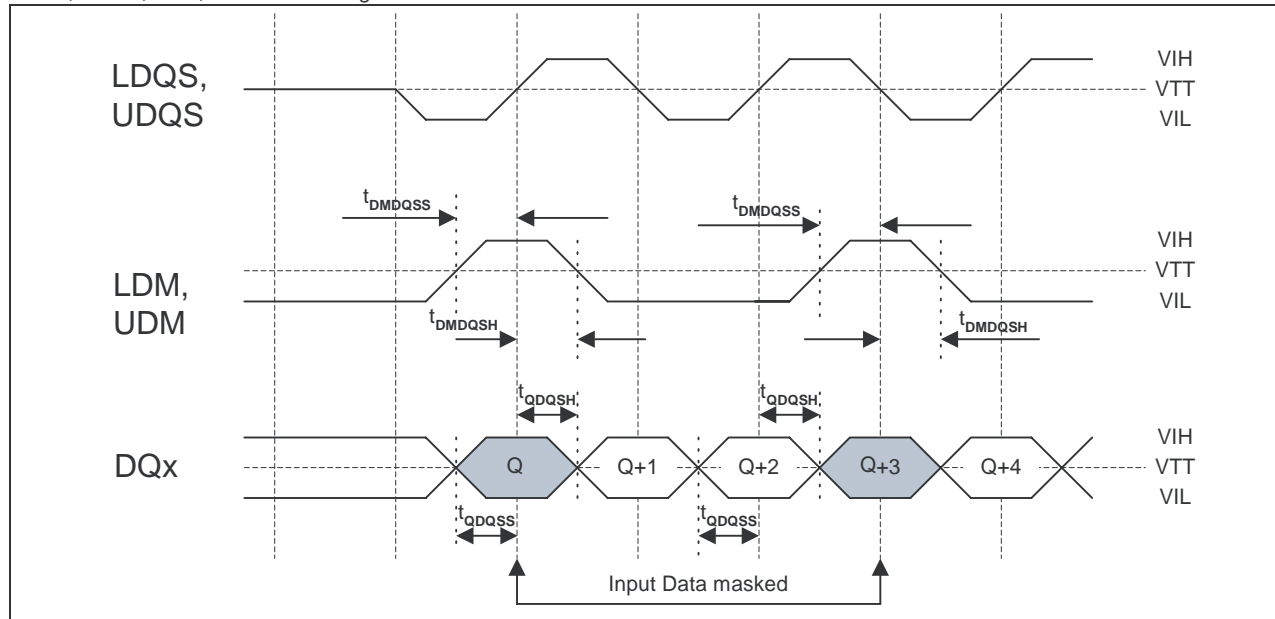 LDQS,
UDQS
VIH
VTT
VIL
tDMDQSS
tDMDQSS
LDM,
UDM
VIH
VTT
VIL
tDMDQSH
tDMDQSH
tQDQSH
tQDQSH
DQx
Q
Q+1
Q+2
Q+3
Q+4
VIH
VTT
VIL
tQDQSS
tQDQSS
Input Data masked